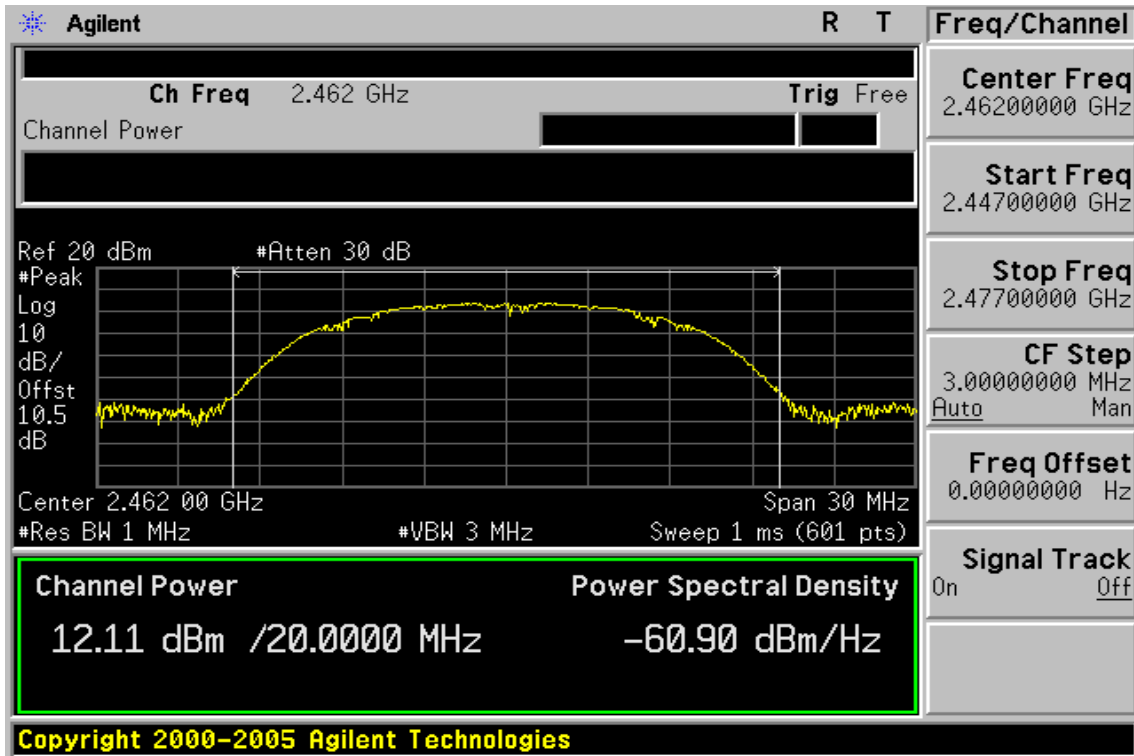 Agilent R T
Freq/Channel
Ch Freq 2.462 GHz Trig Free
Channel Power
Center Freq
2.46200000 GHz
Start Freq
2.44700000 GHz
Stop Freq
2.47700000 GHz
CF Step
3.00000000 MHz
Auto Man
Freq Offset
0.00000000 Hz
Signal Track
On Off
Ref 20 dBm #Atten 30 dB
#Peak
Log
10
dB/
Offst
10.5
dB
Center 2.462 00 GHz Span 30 MHz
#Res BW 1 MHz #VBW 3 MHz Sweep 1 ms (601 pts)
Channel Power Power Spectral Density
12.11 dBm /20.0000 MHz -60.90 dBm/Hz
Copyright 2000-2005 Agilent Technologies